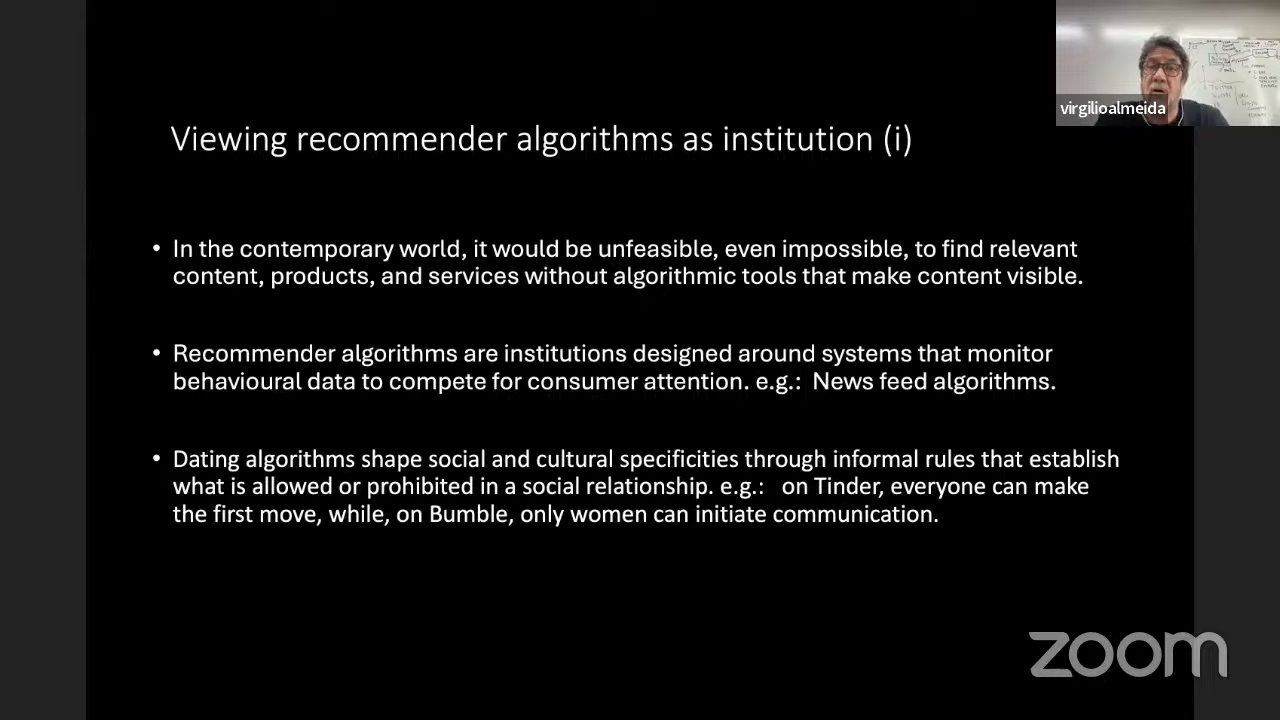 virgilioalmeida
Viewing recommender algorithms as institution (i)
• In the contemporary world, it would be unfeasible, even impossible, to find relevant
content, products, and services without algorithmic tools that make content visible.
• Recommender algorithms are institutions designed around systems that monitor
behavioural data to compete for consumer attention. e.g.: News feed algorithms.
• Dating algorithms shape social and cultural specificities through informal rules that establish
what is allowed or prohibited in a social relationship. e.g.: on Tinder, everyone can make
the first move, while, on Bumble, only women can initiate communication.
zoom